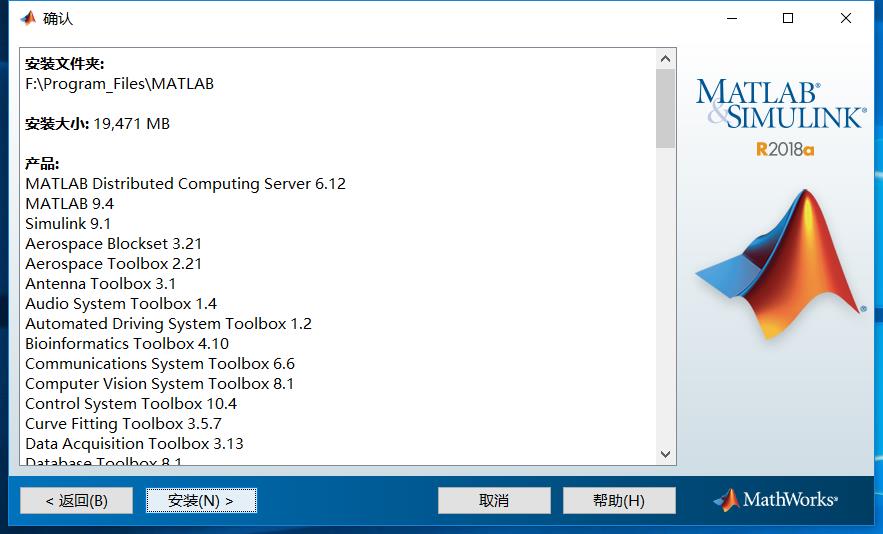 确认
安装文件夹:
F:\Program_Files\MATLAB
安装大小: 19,471 MB
产品:
MATLAB Distributed Computing Server 6.12
MATLAB 9.4
Simulink 9.1
Aerospace Blockset 3.21
Aerospace Toolbox 2.21
Antenna Toolbox 3.1
Audio System Toolbox 1.4
Automated Driving System Toolbox 1.2
Bioinformatics Toolbox 4.10
Communications System Toolbox 6.6
Computer Vision System Toolbox 8.1
Control System Toolbox 10.4
Curve Fitting Toolbox 3.5.7
Data Acquisition Toolbox 3.13
Database Toolbox 8.1
MATLAB®
&SIMULINK®
R2018a
®
< 返回(B)
安装(N) >
取消
帮助(H)
MathWorks®